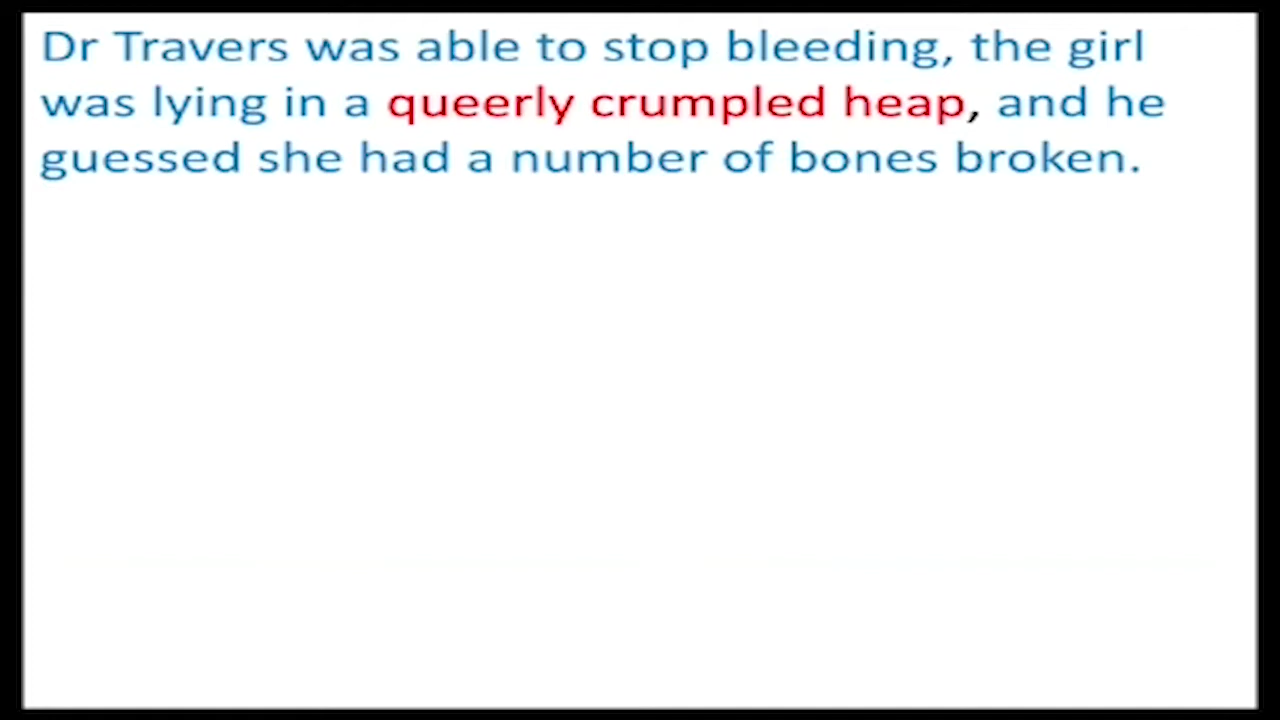 Dr Travers was able to stop bleeding, the girl
was lying in a queerly crumpled heap, and he
guessed she had a number of bones broken.